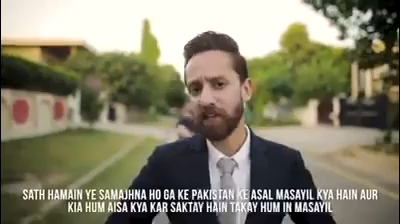 SATH HAMAIN YE SAMAJHNA HO GA KE PAKISTAN KE ASAL MASAYIL KYA HAIN AUR
KIA HUM AISA KYA KAR SAKTAY HAIN TAKAY HUM IN MASAYIL